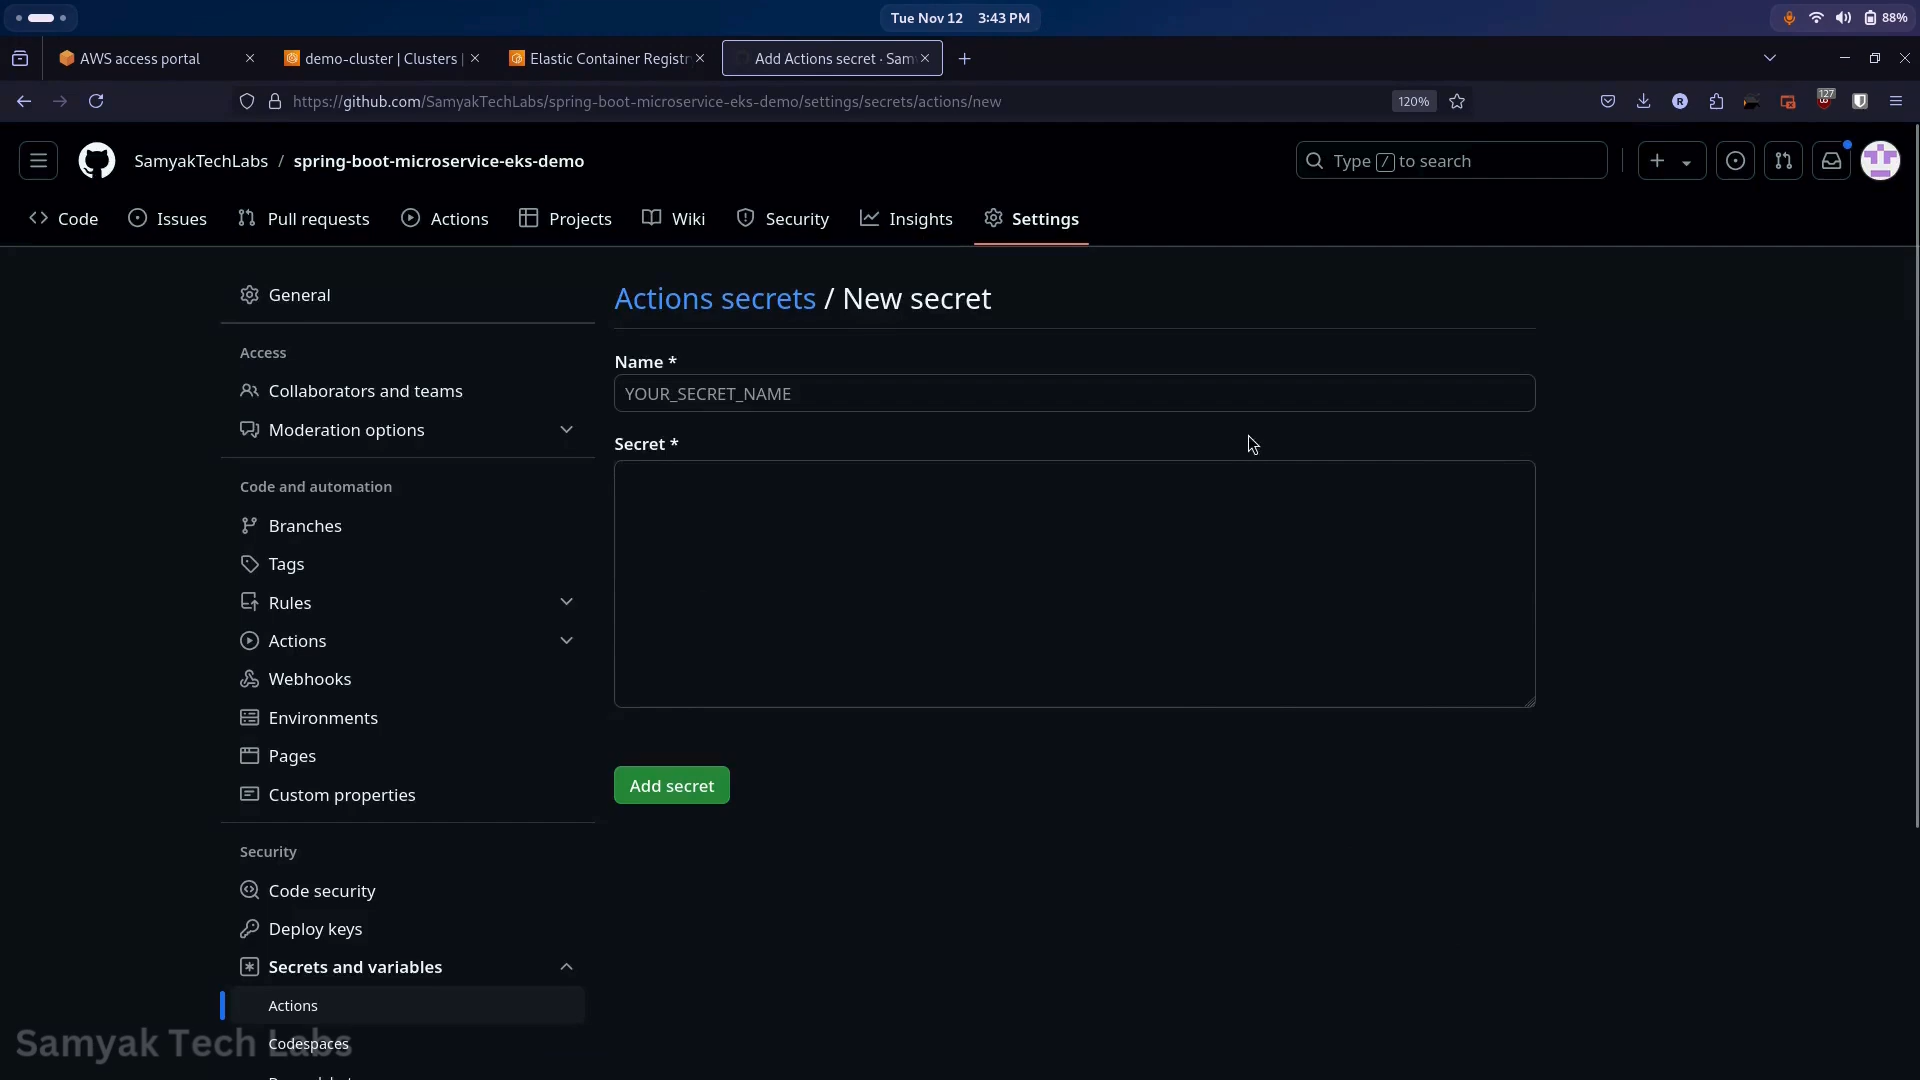 Tue Nov 12 3:43 PM
88%
AWS access portal
demo-cluster | Clusters |
Elastic Container Registr
Add Actions secret · Sam
https://github.com/SamyakTechLabs/spring-boot-microservice-eks-demo/settings/secrets/actions/new
120%
R
127
SamyakTechLabs / spring-boot-microservice-eks-demo
Type / to search
Code
Issues
Pull requests
Actions
Projects
Wiki
Security
Insights
Settings
General
Access
Collaborators and teams
Moderation options
Code and automation
Branches
Tags
Rules
Actions
Webhooks
Environments
Pages
Custom properties
Security
Code security
Deploy keys
Secrets and variables
Actions
Codespaces
Actions secrets / New secret
Name *
YOUR_SECRET_NAME
Secret *
Add secret
Samyak Tech Labs